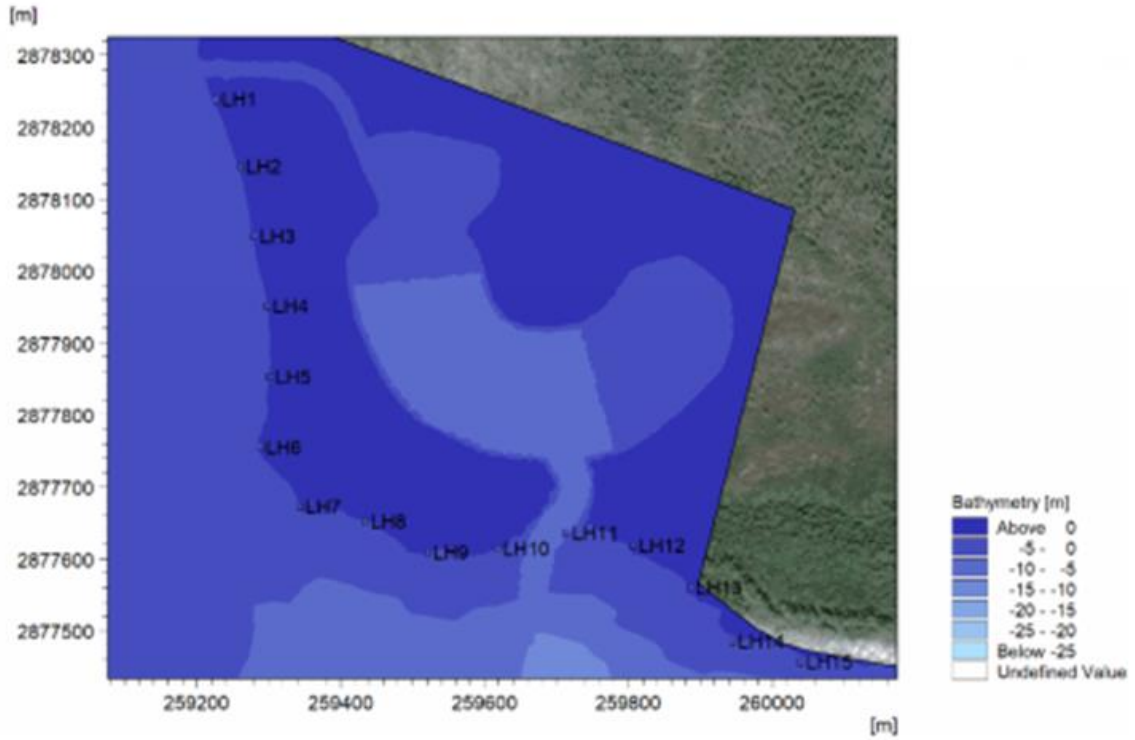 [m]
2878300
2878200
2878100
2878000
2877900
2877800
2877700
2877600
2877500
LH1
LH2
LH3
LH4
LH5
LH6
LH7
LH8
LH9
LH10
LH11
LH12
LH13
LH14
LH15
259200
259400
259600
259800
260000
[m]
Bathymetry [m]
Above 0
-5 - 0
-10 - -5
-15 - -10
-20 - -15
-25 - -20
Below -25
Undefined Value